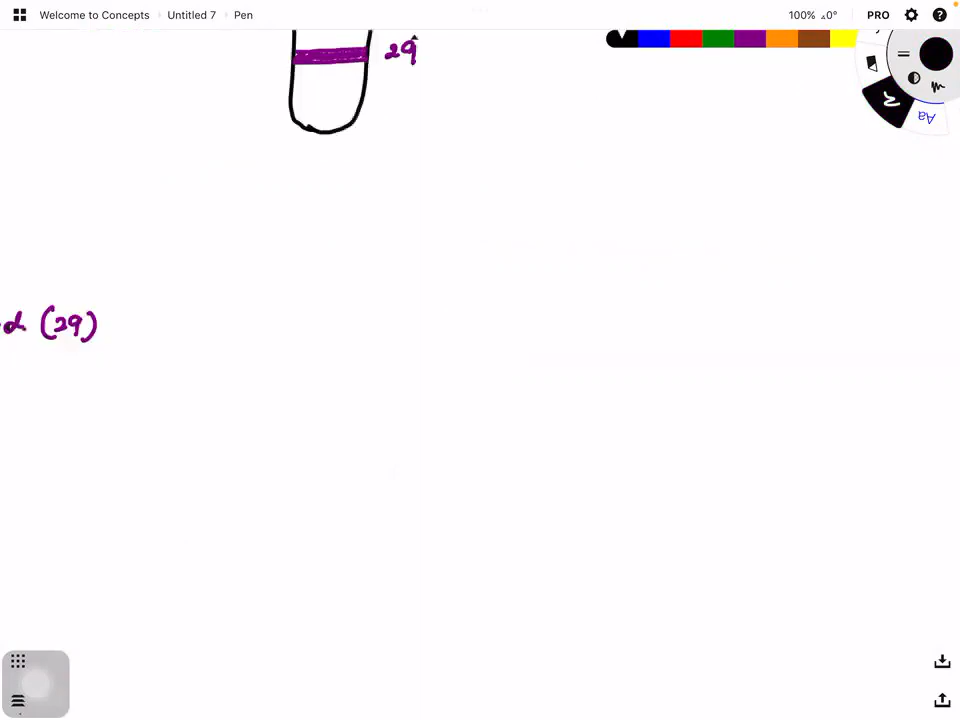 Welcome to Concepts › Untitled 7 › Pen
100% 0°
PRO
29
Aa
d (29)